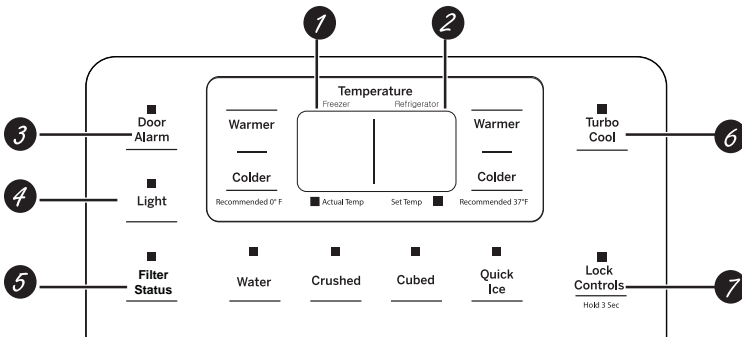 1
2
Temperature
Freezer
Refrigerator
3
Door
Alarm
Warmer
Warmer
Turbo
Cool
6
4
Light
Colder
Colder
Recommended 0° F
Actual Temp
Set Temp
Recommended 37°F
5
Filter
Status
Water
Crushed
Cubed
Quick
Ice
Lock
Controls
Hold 3 Sec
7